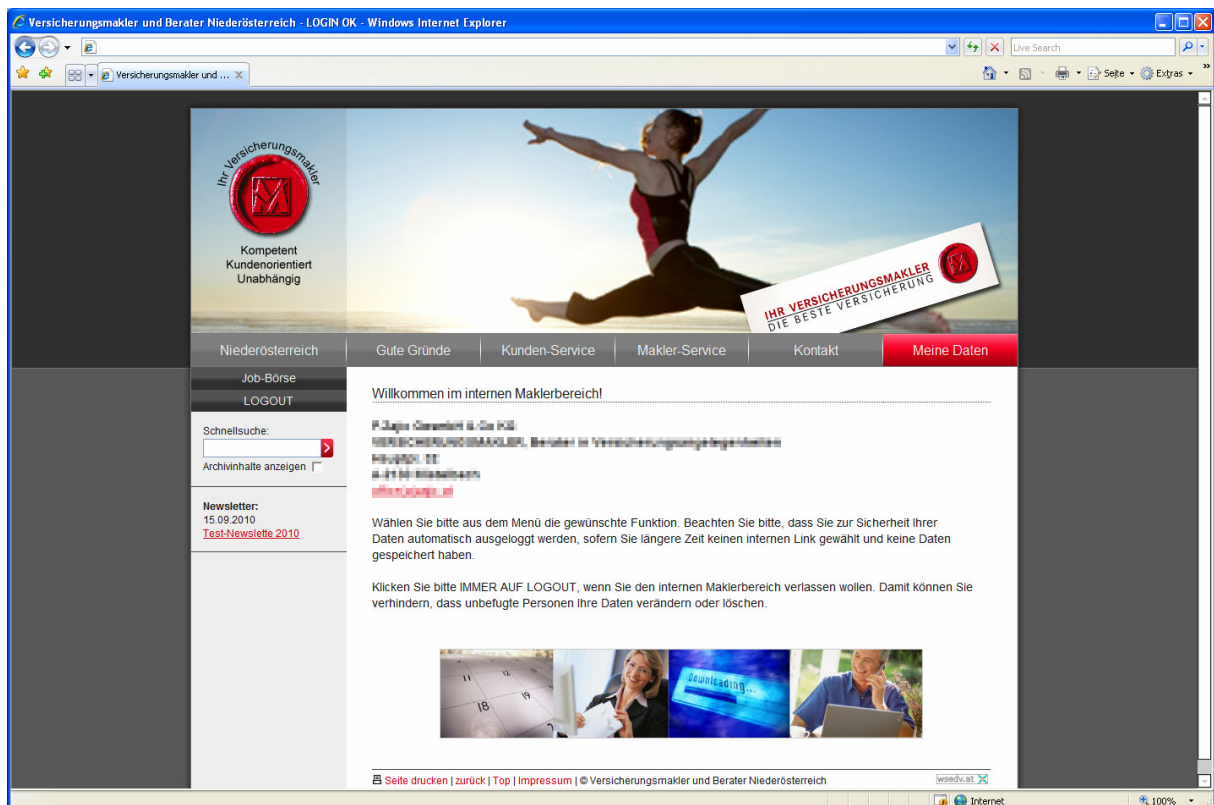 Versicherungsmakler und Berater Niederösterreich - LOGIN OK - Windows Internet Explorer
Live Search
Versicherungsmakler und ... X
Seite
Extras
Ihr Versicherungsmakler
Kompetent
Kundenorientiert
Unabhängig
IHR VERSICHERUNGSMAKLER
DIE BESTE VERSICHERUNG
Niederösterreich
Gute Gründe
Kunden-Service
Makler-Service
Kontakt
Meine Daten
Job-Börse
LOGOUT
Schnellsuche:
Archivinhalte anzeigen
Newsletter:
15.09.2010
Test-Newslette 2010
Willkommen im internen Maklerbereich!
Wählen Sie bitte aus dem Menü die gewünschte Funktion. Beachten Sie bitte, dass Sie zur Sicherheit Ihrer
Daten automatisch ausgeloggt werden, sofern Sie längere Zeit keinen internen Link gewählt und keine Daten
gespeichert haben.
Klicken Sie bitte IMMER AUF LOGOUT, wenn Sie den internen Maklerbereich verlassen wollen. Damit können Sie
verhindern, dass unbefugte Personen Ihre Daten verändern oder löschen.
11
12
18
19
Downloading...
Seite drucken | zurück | Top | Impressum | © Versicherungsmakler und Berater Niederösterreich
wsedv.at
Internet
100%